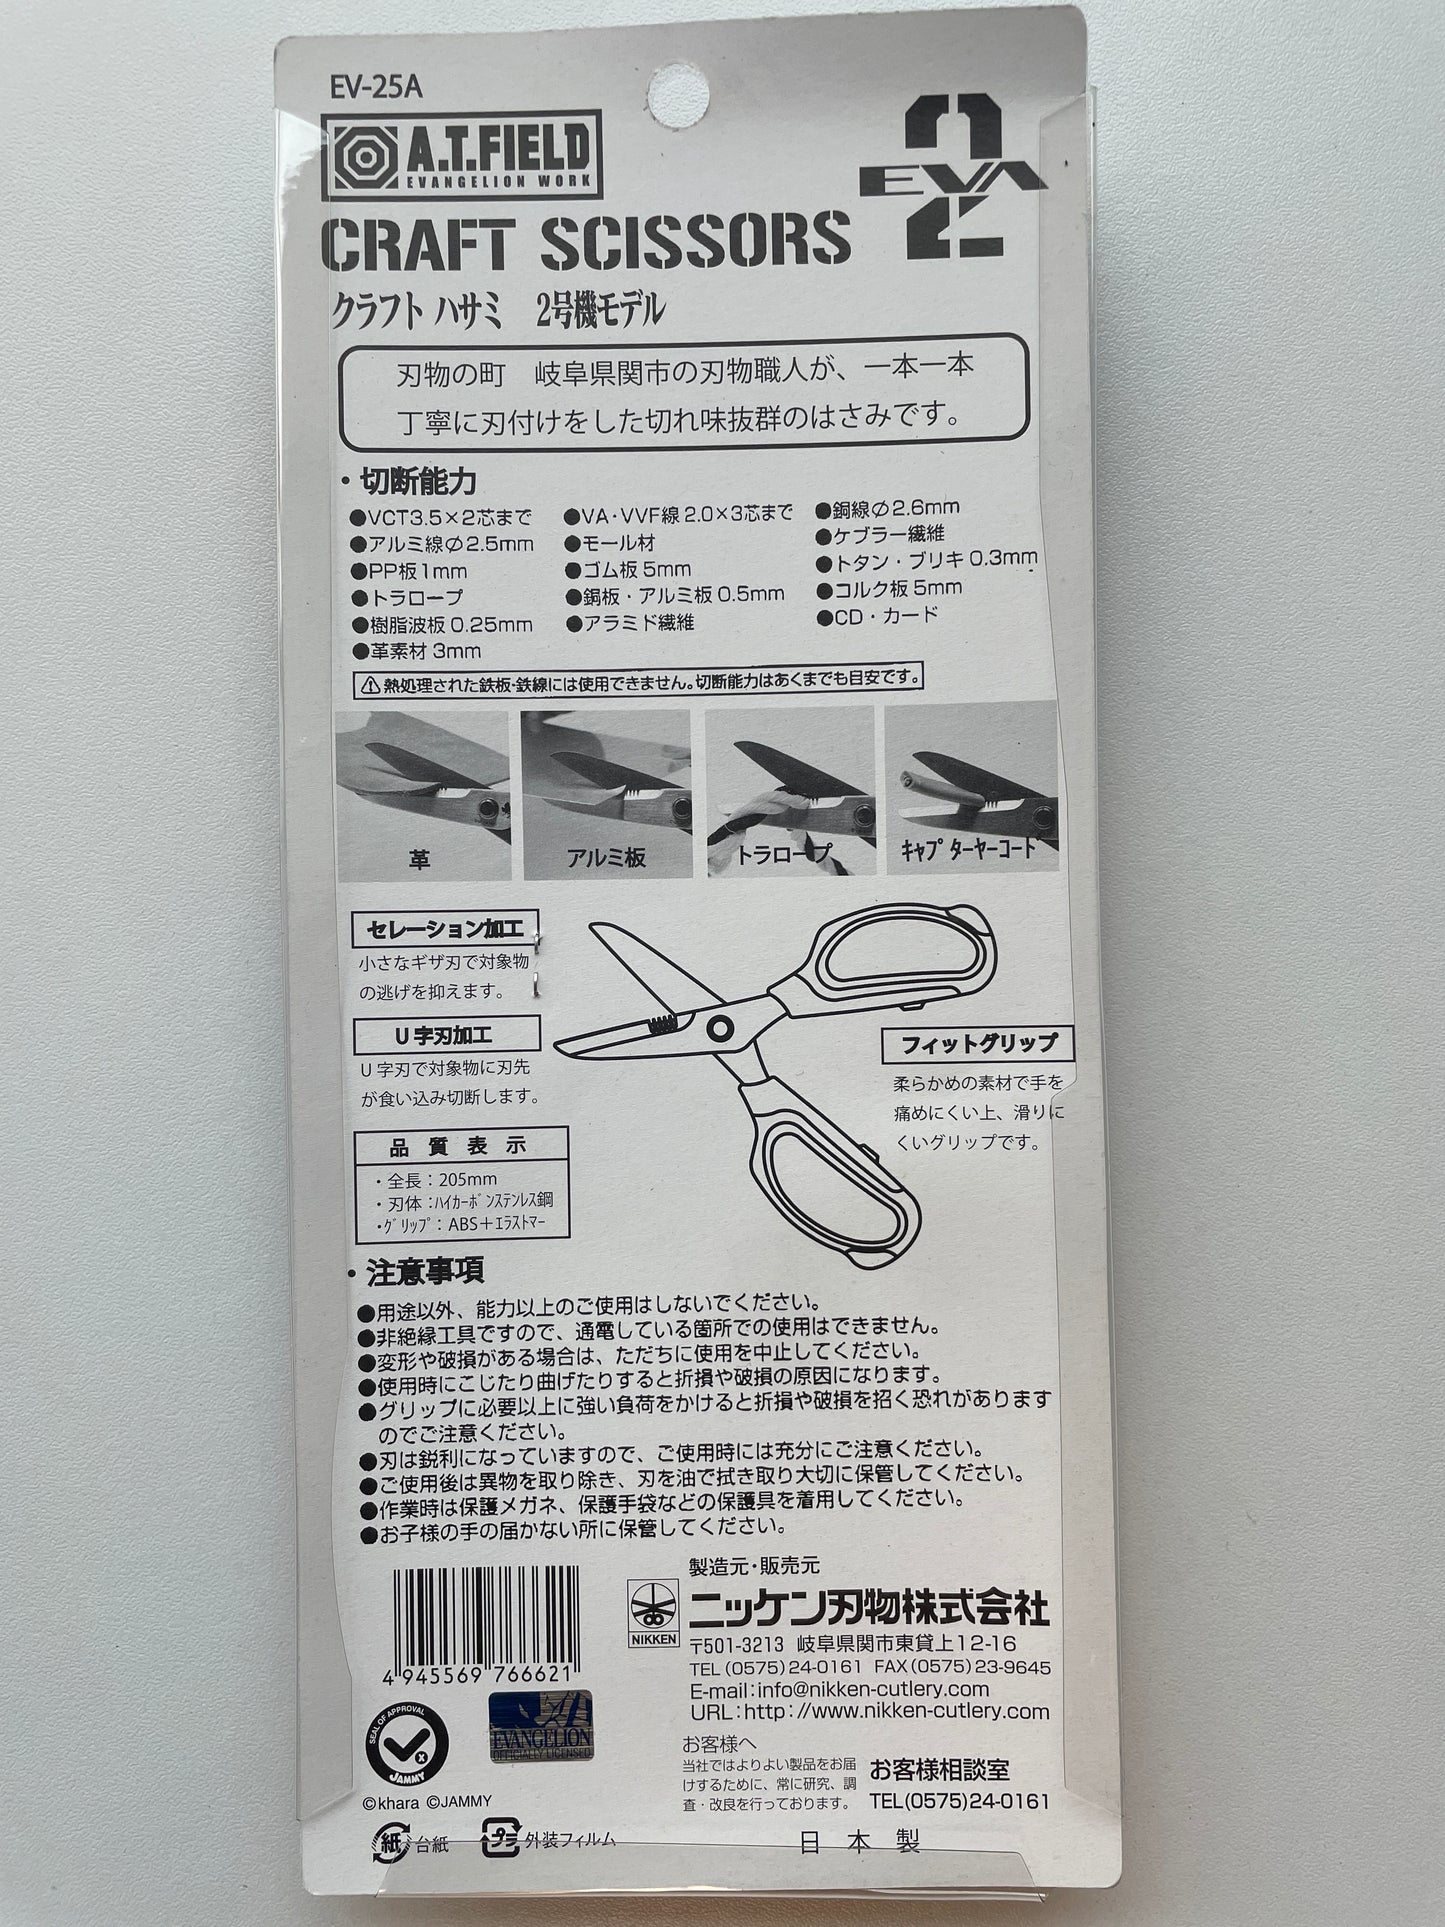 EV-25A
A.T.FIELD
EVANGELION WORK
2
EVA
CRAFT SCISSORS
クラフト ハサミ　2号機モデル
刃物の町　岐阜県関市の刃物職人が、一本一本
丁寧に刃付けをした切れ味抜群のはさみです。
・切断能力
●VCT3.5×2芯まで
●アルミ線∅2.5mm
●PP板1mm
●トラロープ
●樹脂波板 0.25mm
●革素材 3mm
●VA・VVF線 2.0×3芯まで
●モール材
●ゴム板 5mm
●銅板・アルミ板 0.5mm
●アラミド繊維
●銅線∅2.6mm
●ケブラー繊維
●トタン・ブリキ 0.3mm
●コルク板 5mm
●CD・カード
⚠熱処理された鉄板・鉄線には使用できません。切断能力はあくまでも目安です。
革
アルミ板
トラロープ
ｷｬﾌﾟﾀｰﾔｰコード
セレーション加工
小さなギザ刃で対象物
の逃げを抑えます。
U字刃加工
U字刃で対象物に刃先
が食い込み切断します。
フィットグリップ
柔らかめの素材で手を
痛めにくい上、滑りに
くいグリップです。
品 質 表 示
・全長：205mm
・刃体：ﾊｲｶｰﾎﾞﾝｽﾃﾝﾚｽ鋼
・ｸﾞﾘｯﾌﾟ：ABS＋ｴﾗｽﾄﾏｰ
・注意事項
●用途以外、能力以上のご使用はしないでください。
●非絶縁工具ですので、通電している箇所での使用はできません。
●変形や破損がある場合は、ただちに使用を中止してください。
●使用時にこじたり曲げたりすると折損や破損の原因になります。
●グリップに必要以上に強い負荷をかけると折損や破損を招く恐れがあります
のでご注意ください。
●刃は鋭利になっていますので、ご使用時には充分にご注意ください。
●ご使用後は異物を取り除き、刃を油で拭き取り大切に保管してください。
●作業時は保護メガネ、保護手袋などの保護具を着用してください。
●お子様の手の届かない所に保管してください。
4 945569 766621
製造元・販売元
NIKKEN
ニッケン刃物株式会社
〒501-3213 岐阜県関市東貸上12-16
TEL(0575)24-0161 FAX(0575)23-9645
E-mail:info@nikken-cutlery.com
URL:http://www.nikken-cutlery.com
SEAL OF APPROVAL
JAMMY
EVANGELION
OFFICIALLY LICENSED
お客様へ
当社ではよりよい製品をお届
けするために、常に研究、調
査・改良を行っております。
お客様相談室
TEL(0575)24-0161
©khara ©JAMMY
紙 台紙
プラ 外装フィルム
日 本 製